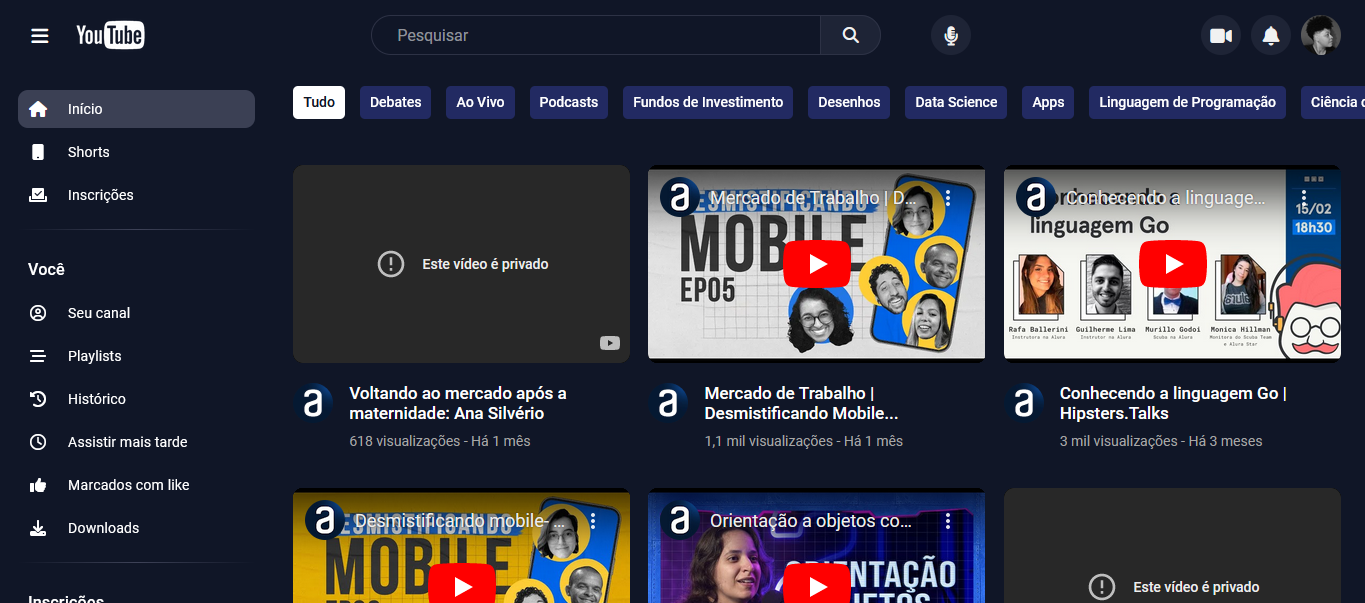 YouTube
Pesquisar
Início
Shorts
Inscrições
Você
Seu canal
Playlists
Histórico
Assistir mais tarde
Marcados com like
Downloads
Inscrições
Tudo
Debates
Ao Vivo
Podcasts
Fundos de Investimento
Desenhos
Data Science
Apps
Linguagem de Programação
Ciência
Este vídeo é privado
Voltando ao mercado após a
maternidade: Ana Silvério
618 visualizações - Há 1 mês
a
Mercado de Trabalho | D...
DESMISTIFICANDO
MOBILE
EP05
Mercado de Trabalho |
Desmistificando Mobile...
1,1 mil visualizações - Há 1 mês
a
Conhecendo a linguage...
Conhecendo a
linguagem Go
15/02
18h30
Rafa Ballerini
Instrutora na Alura
Guilherme Lima
Instrutor na Alura
Murillo Godoi
Scuba na Alura
Monica Hillman
Monitora do Scuba Team
e Alura Star
Conhecendo a linguagem Go |
Hipsters.Talks
3 mil visualizações - Há 3 meses
a
Desmistificando mobile- ...
DESMISTIFICANDO
MOBILE
a
Orientação a objetos co...
ORIENTAÇÃO
Este vídeo é privado